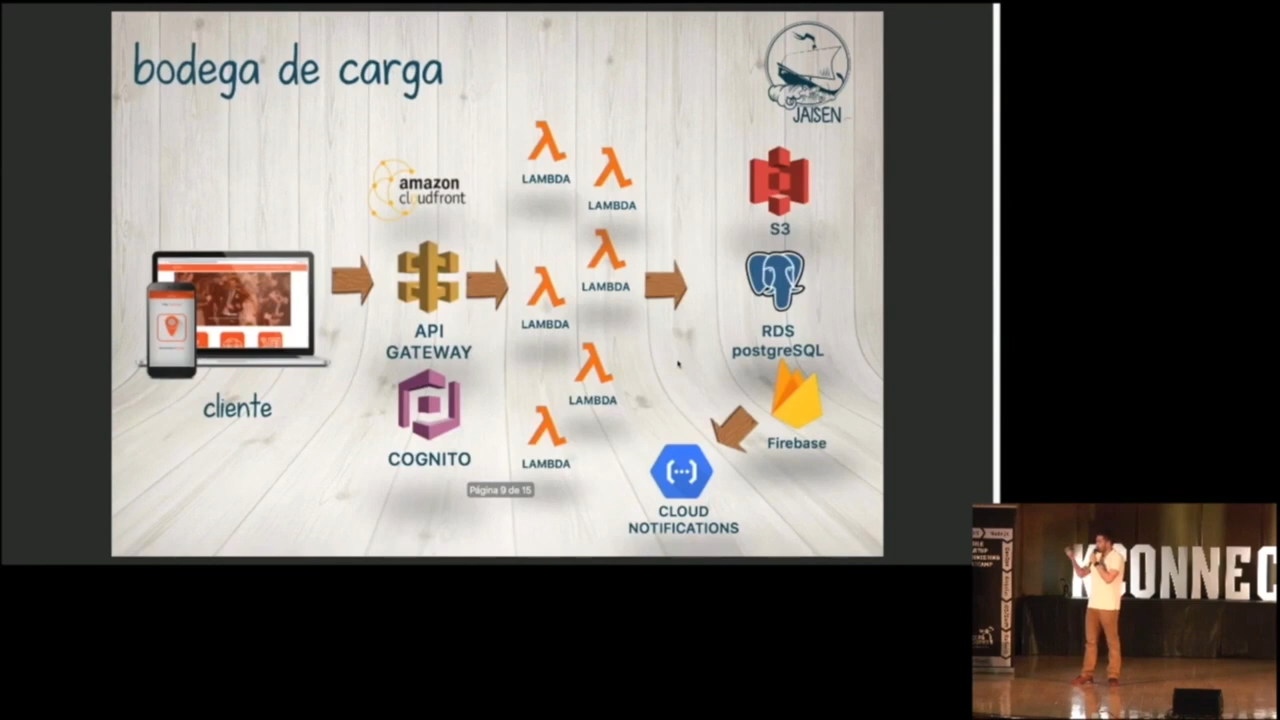 bodega de carga
JAISEN
amazon
cloudfront
LAMBDA
LAMBDA
S3
API
GATEWAY
LAMBDA
LAMBDA
RDS
postgreSQL
cliente
COGNITO
LAMBDA
LAMBDA
Firebase
Página 9 de 15
CLOUD
NOTIFICATIONS
CONNEC